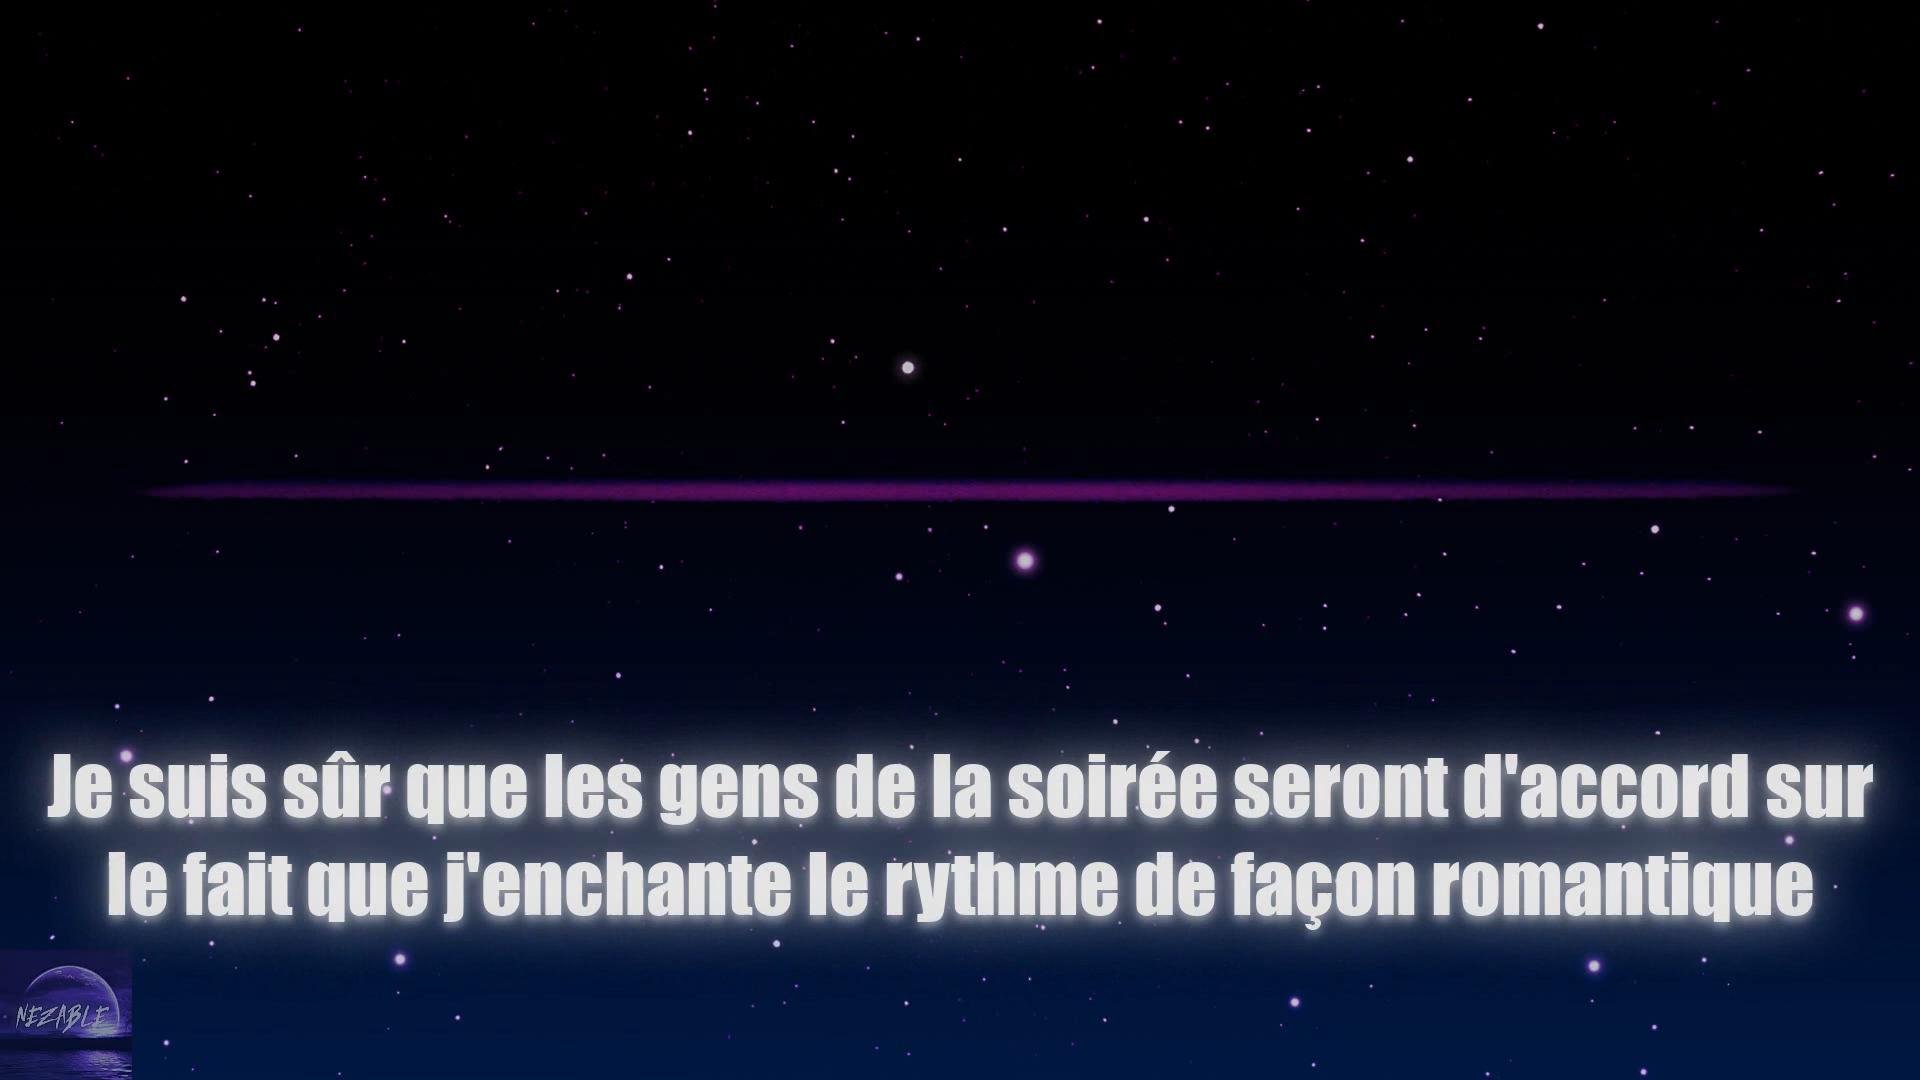 Je suis sûr que les gens de la soirée seront d'accord sur
le fait que j'enchante le rythme de façon romantique
NEZABLE